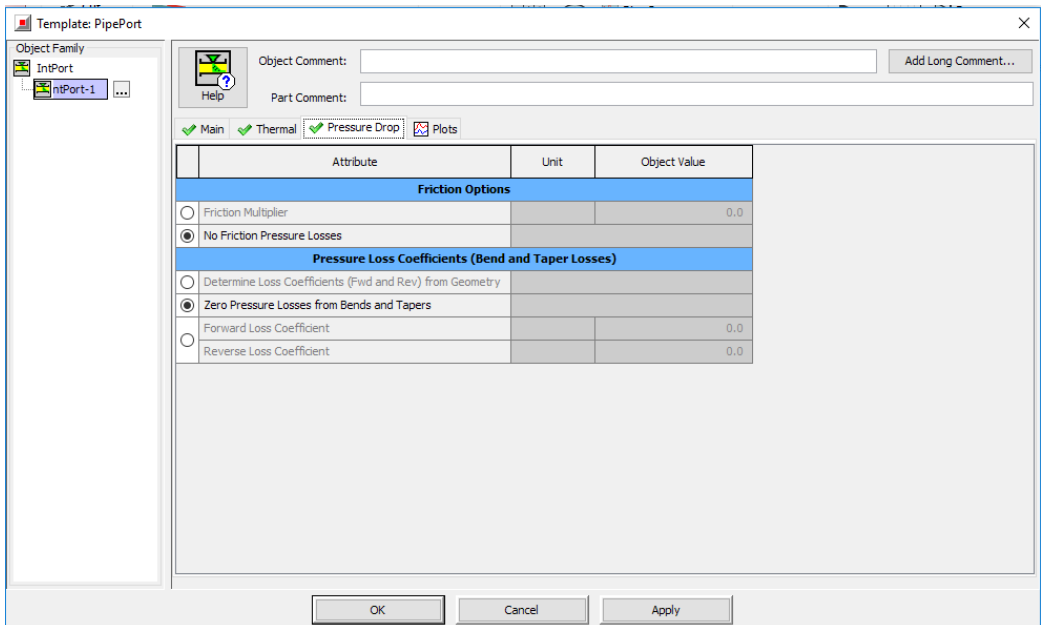 Template: PipePort
Object Family
IntPort
ntPort-1
...
Help
Object Comment:
Add Long Comment...
Part Comment:
Main Thermal Pressure Drop Plots
Attribute Unit Object Value
Friction Options
Friction Multiplier 0.0
No Friction Pressure Losses
Pressure Loss Coefficients (Bend and Taper Losses)
Determine Loss Coefficients (Fwd and Rev) from Geometry
Zero Pressure Losses from Bends and Tapers
Forward Loss Coefficient 0.0
Reverse Loss Coefficient 0.0
OK Cancel Apply